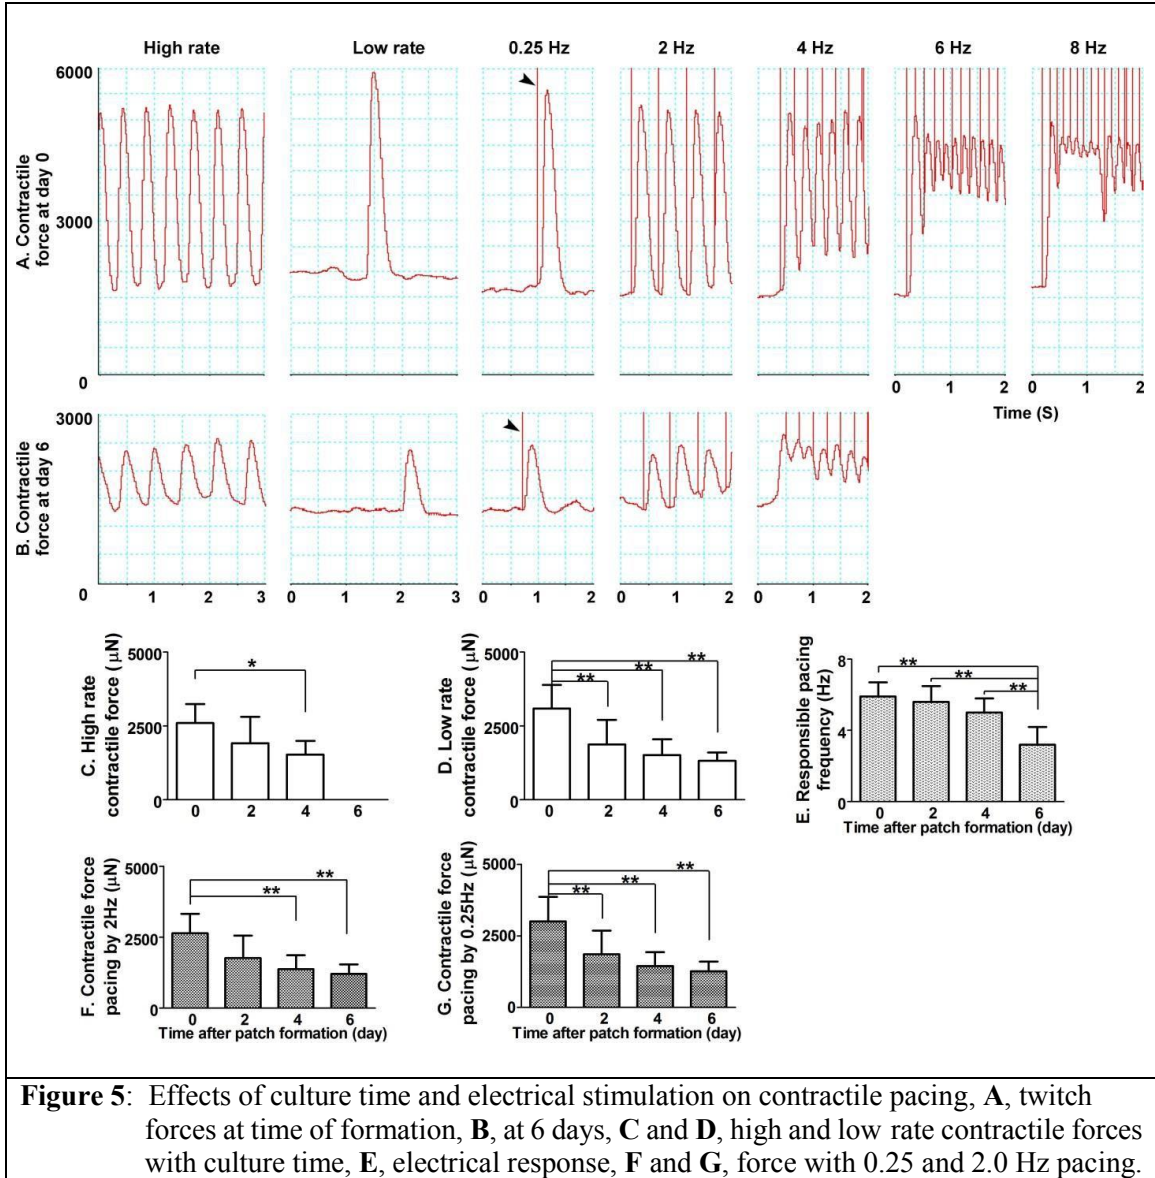 High rate Low rate 0.25 Hz 2 Hz 4 Hz 6 Hz 8 Hz
A. Contractile
force at day 0
6000
3000
0
0 1 2 0 1 2
Time (S)
B. Contractile
force at day 6
3000
0
1 2 3 0 1 2 3 0 1 2 0 1 2 0 1 2
C. High rate
contractile force (µN)
5000
2500
0
*
0 2 4 6
D. Low rate
contractile force (µN)
5000
2500
0
**
**
**
0 2 4 6
E. Responsible pacing
frequency (Hz)
8
4
0
**
**
**
0 2 4 6
Time after patch formation (day)
F. Contractile force
pacing by 2Hz (µN)
5000
2500
0
**
**
0 2 4 6
Time after patch formation (day)
G. Contractile force
pacing by 0.25Hz (µN)
5000
2500
0
**
**
**
0 2 4 6
Time after patch formation (day)
Figure 5: Effects of culture time and electrical stimulation on contractile pacing, A, twitch
forces at time of formation, B, at 6 days, C and D, high and low rate contractile forces
with culture time, E, electrical response, F and G, force with 0.25 and 2.0 Hz pacing.